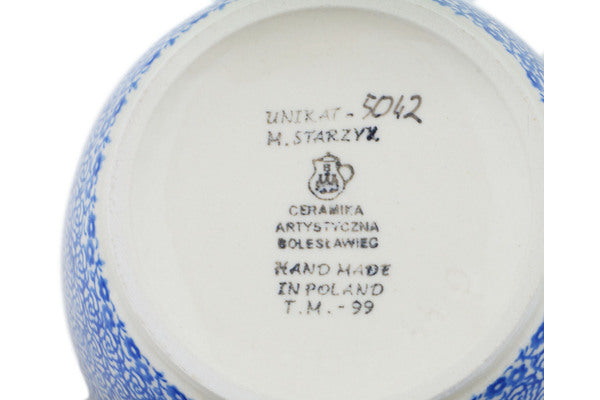 UNIKAT - 5042
M. STARZYK
CERAMIKA
ARTYSTYCZNA
BOLESŁAWIEC
HAND MADE
IN POLAND
T.M. - 99